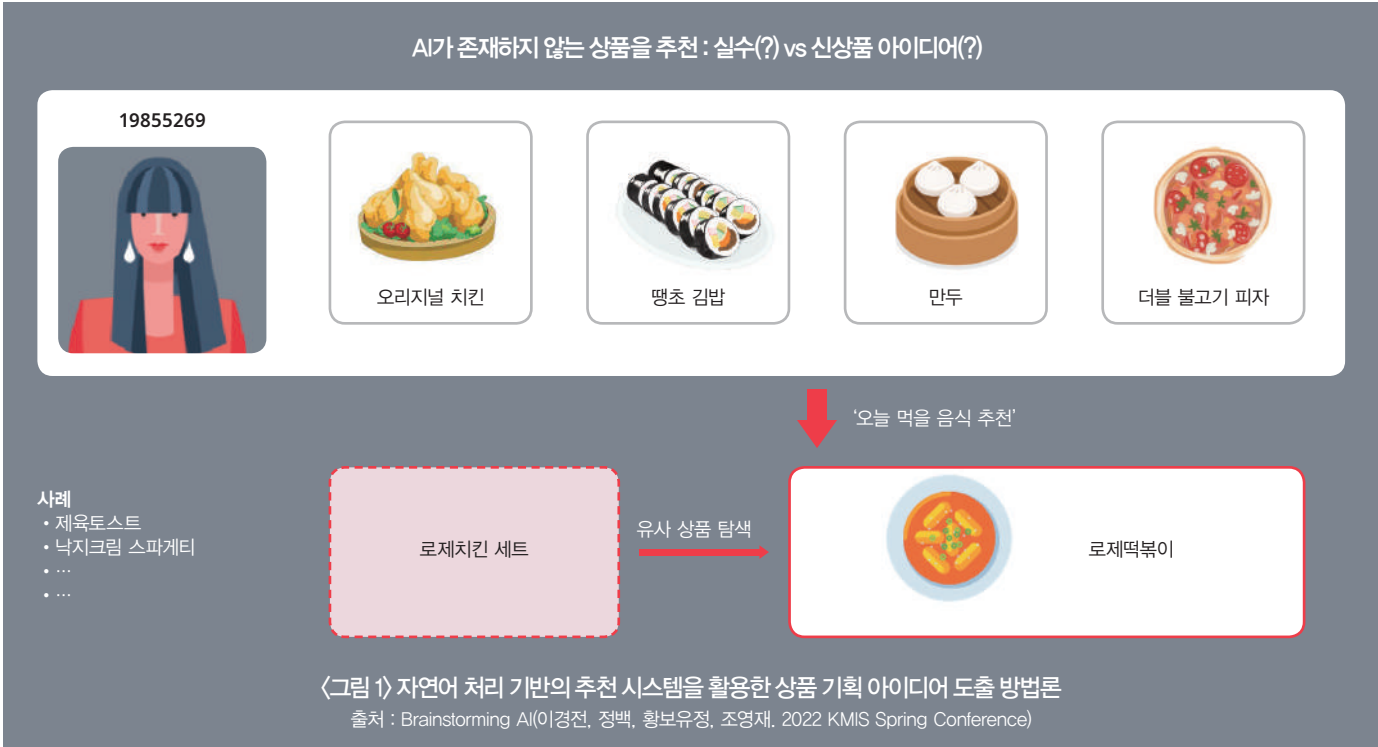 AI가 존재하지 않는 상품을 추천 : 실수(?) vs 신상품 아이디어(?)
19855269
오리지널 치킨
땡초 김밥
만두
더블 불고기 피자
‘오늘 먹을 음식 추천’
사례
• 제육토스트
• 낙지크림 스파게티
• …
• …
로제치킨 세트
유사 상품 탐색
로제떡볶이
〈그림 1〉 자연어 처리 기반의 추천 시스템을 활용한 상품 기획 아이디어 도출 방법론
출처 : Brainstorming AI(이경전, 정백, 황보유정, 조영재, 2022 KMIS Spring Conference)